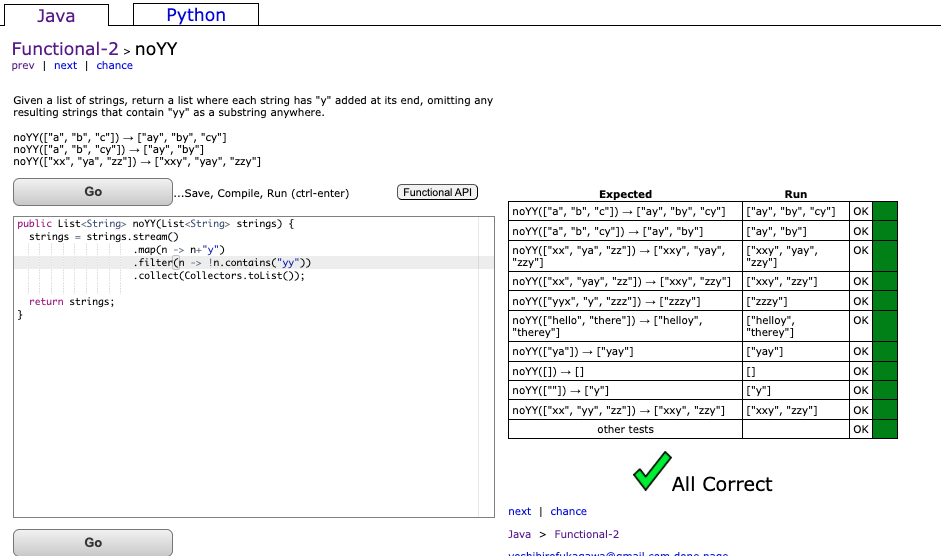 Java
Python
Functional-2 > noYY
prev | next | chance
Given a list of strings, return a list where each string has "y" added at its end, omitting any
resulting strings that contain "yy" as a substring anywhere.
noYY(["a", "b", "c"]) → ["ay", "by", "cy"]
noYY(["a", "b", "cy"]) → ["ay", "by"]
noYY(["xx", "ya", "zz"]) → ["xxy", "yay", "zzy"]
Go
...Save, Compile, Run (ctrl-enter)
Functional API
public List<String> noYY(List<String> strings) {
  strings = strings.stream()
                  .map(n -> n+"y")
                  .filter(n -> !n.contains("yy"))
                  .collect(Collectors.toList());
  return strings;
}
Go
Expected Run
noYY(["a", "b", "c"]) → ["ay", "by", "cy"] ["ay", "by", "cy"] OK
noYY(["a", "b", "cy"]) → ["ay", "by"] ["ay", "by"] OK
noYY(["xx", "ya", "zz"]) → ["xxy", "yay", ["xxy", "yay", OK
"zzy"] "zzy"]
noYY(["xx", "yay", "zz"]) → ["xxy", "zzy"] ["xxy", "zzy"] OK
noYY(["yyx", "y", "zzz"]) → ["zzzy"] ["zzzy"] OK
noYY(["hello", "there"]) → ["helloy", ["helloy", OK
"therey"] "therey"]
noYY(["ya"]) → ["yay"] ["yay"] OK
noYY([]) → [] [] OK
noYY([""]) → ["y"] ["y"] OK
noYY(["xx", "yy", "zz"]) → ["xxy", "zzy"] ["xxy", "zzy"] OK
other tests OK
All Correct
next | chance
Java > Functional-2
yoshihirofukagawa@gmail.com done page